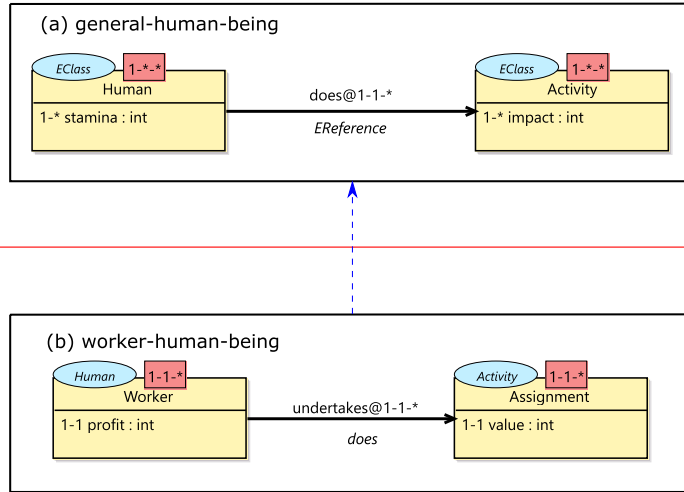 (a) general-human-being
EClass
1-*-*
Human
1-* stamina : int
does@1-1-*
EReference
EClass
1-*-*
Activity
1-* impact : int
(b) worker-human-being
Human
1-1-*
Worker
1-1 profit : int
undertakes@1-1-*
does
Activity
1-1-*
Assignment
1-1 value : int